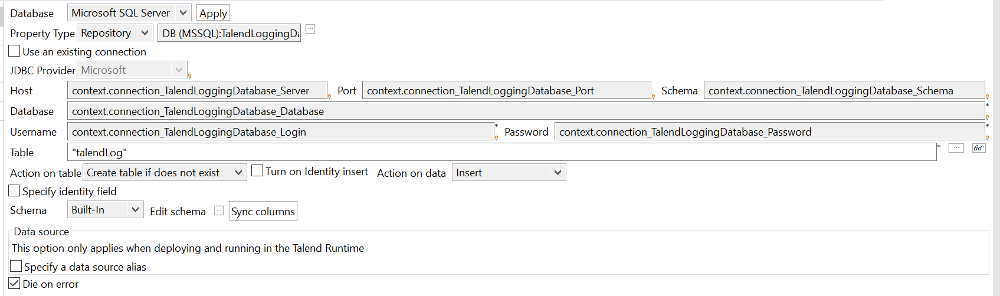 Database Microsoft SQL Server Apply
Property Type Repository DB (MSSQL):TalendLoggingDa
Use an existing connection
JDBC Provider Microsoft
Host context.connection_TalendLoggingDatabase_Server Port context.connection_TalendLoggingDatabase_Port Schema context.connection_TalendLoggingDatabase_Schema
Database context.connection_TalendLoggingDatabase_Database *
Username context.connection_TalendLoggingDatabase_Login * Password context.connection_TalendLoggingDatabase_Password *
Table "talendLog" * ...
Action on table Create table if does not exist Turn on Identity insert Action on data Insert
Specify identity field
Schema Built-In Edit schema ... Sync columns
Data source
This option only applies when deploying and running in the Talend Runtime
Specify a data source alias
Die on error